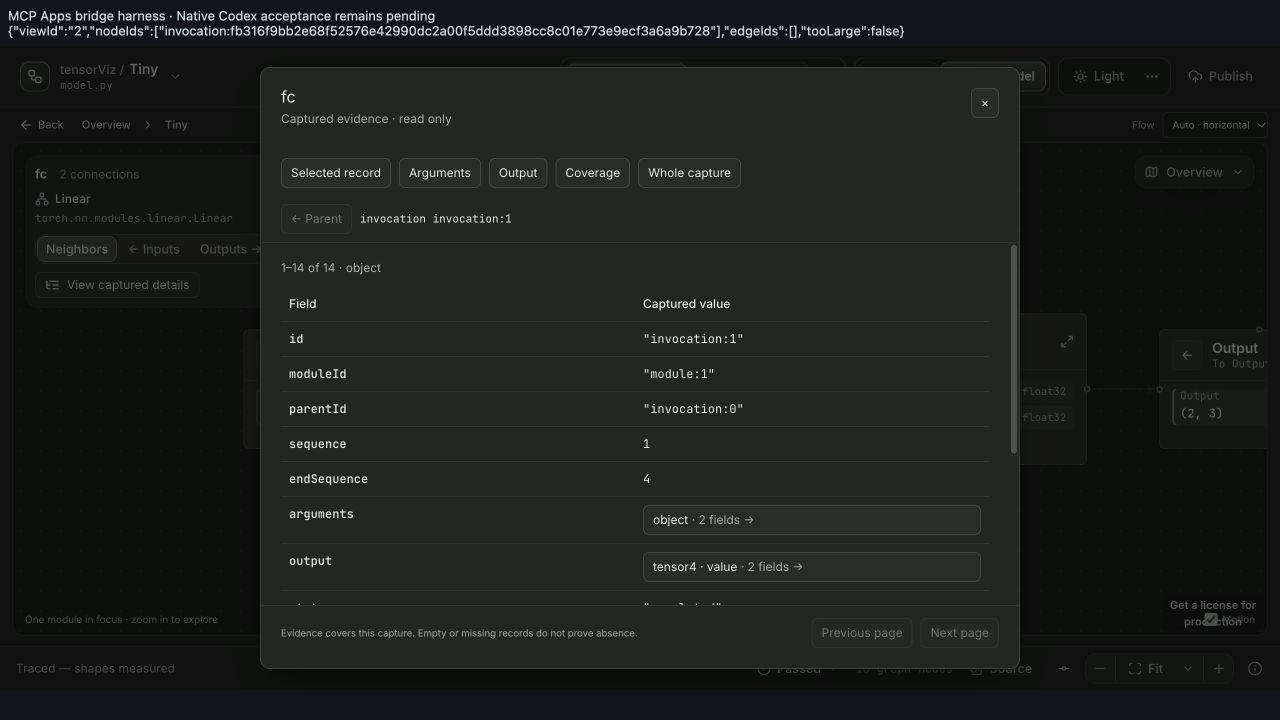 MCP Apps bridge harness · Native Codex acceptance remains pending
{"viewId":"2","nodeIds":["invocation:fb316f9bb2e68f52576e42990dc2a00f5ddd3898cc8c01e773e9ecf3a6a9b728"],"edgeIds":[],"tooLarge":false}
tensorViz / Tiny
model.py
Light
Publish
← Back Overview > Tiny
Flow Auto · horizontal
fc 2 connections
Linear
torch.nn.modules.linear.Linear
Neighbors ← Inputs Outputs →
View captured details
Overview
fc
Captured evidence · read only
×
Selected record Arguments Output Coverage Whole capture
← Parent invocation invocation:1
1–14 of 14 · object
Field Captured value
id "invocation:1"
moduleId "module:1"
parentId "invocation:0"
sequence 1
endSequence 4
arguments object · 2 fields →
output tensor4 · value · 2 fields →
Evidence covers this capture. Empty or missing records do not prove absence.
Previous page Next page
float32
float32
Output
Output
(2, 3)
One module in focus · zoom in to explore
Get a license for
production
Motion
Traced — shapes measured
Passed
Source
Fit